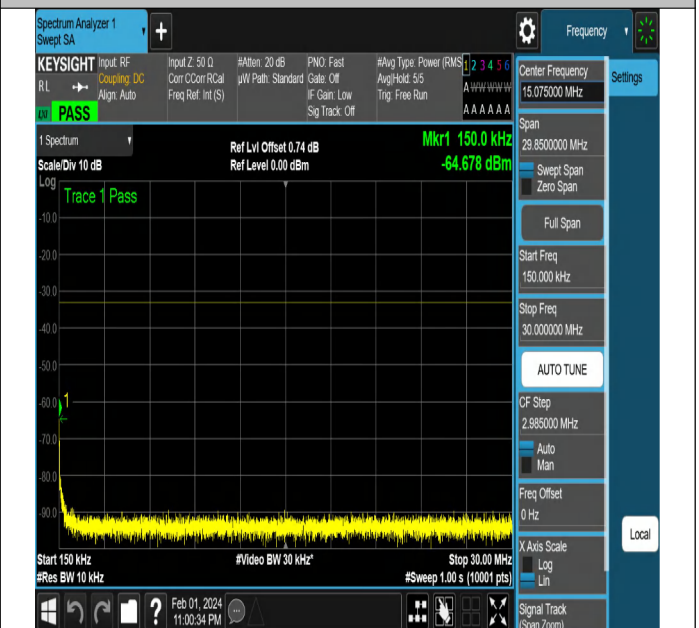 Spectrum Analyzer 1
Swept SA
+
Frequency
KEYSIGHT
RL
LXI
PASS
Input: RF
Coupling: DC
Align: Auto
Input Z: 50 Ω
Corr CCorr RCal
Freq Ref: Int (S)
#Atten: 20 dB
µW Path: Standard
PNO: Fast
Gate: Off
IF Gain: Low
Sig Track: Off
#Avg Type: Power (RMS
Avg|Hold: 5/5
Trig: Free Run
1 2 3 4 5 6
A W W W W W
A A A A A A
1 Spectrum
Scale/Div 10 dB
Ref Lvl Offset 0.74 dB
Ref Level 0.00 dBm
Mkr1 150.0 kHz
-64.678 dBm
Log
Trace 1 Pass
-10.0
-20.0
-30.0
-40.0
-50.0
-60.0
1
-70.0
-80.0
-90.0
Start 150 kHz
#Res BW 10 kHz
#Video BW 30 kHz*
Stop 30.00 MHz
#Sweep 1.00 s (10001 pts)
?
Feb 01, 2024
11:00:34 PM
Center Frequency
15.075000 MHz
Settings
Span
29.8500000 MHz
Swept Span
Zero Span
Full Span
Start Freq
150.000 kHz
Stop Freq
30.000000 MHz
AUTO TUNE
CF Step
2.985000 MHz
Auto
Man
Freq Offset
0 Hz
Local
X Axis Scale
Log
Lin
Signal Track
(Span Zoom)